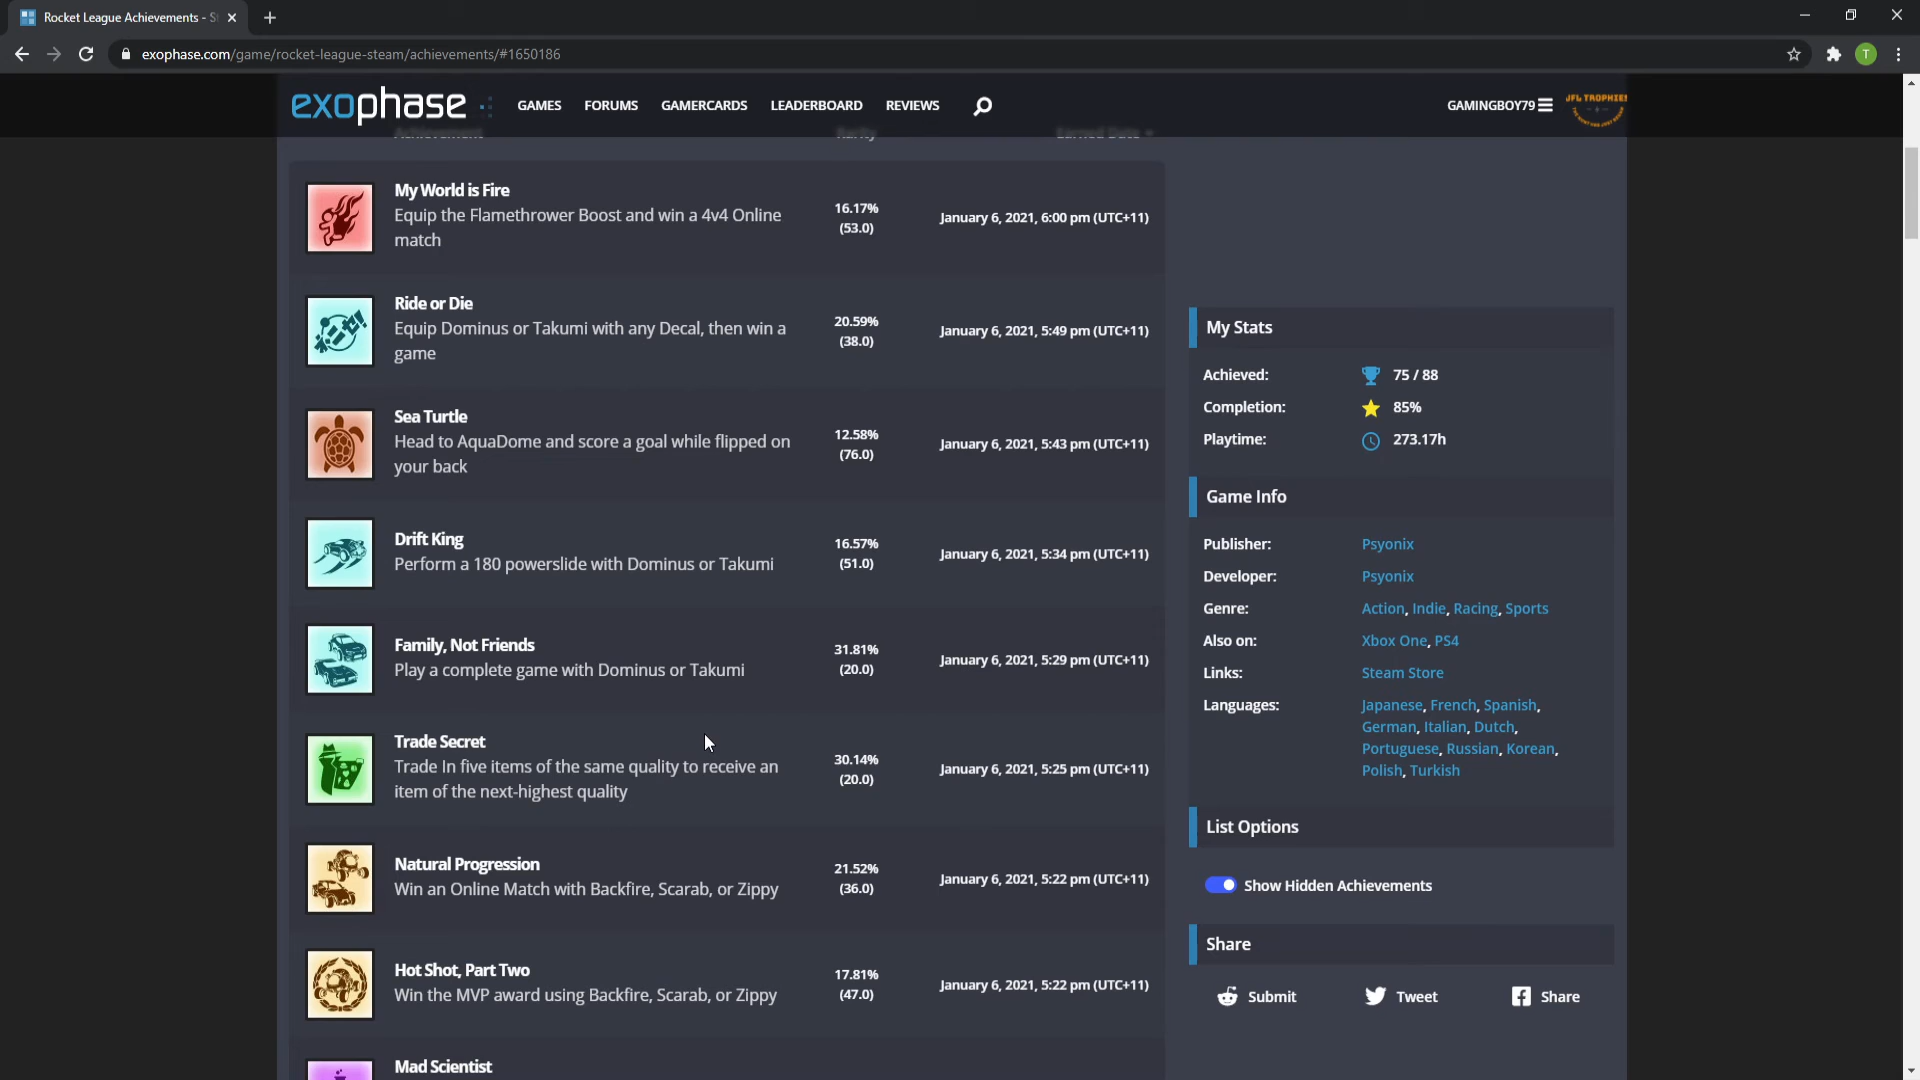 Rocket League Achievements - S
exophase.com/game/rocket-league-steam/achievements/#1650186
T
exophase
GAMES FORUMS GAMERCARDS LEADERBOARD REVIEWS
GAMINGBOY79
JFL TROPHIES
Achievement Rarity Earned Date
My World is Fire
Equip the Flamethrower Boost and win a 4v4 Online
match
16.17%
(53.0)
January 6, 2021, 6:00 pm (UTC+11)
Ride or Die
Equip Dominus or Takumi with any Decal, then win a
game
20.59%
(38.0)
January 6, 2021, 5:49 pm (UTC+11)
Sea Turtle
Head to AquaDome and score a goal while flipped on
your back
12.58%
(76.0)
January 6, 2021, 5:43 pm (UTC+11)
Drift King
Perform a 180 powerslide with Dominus or Takumi
16.57%
(51.0)
January 6, 2021, 5:34 pm (UTC+11)
Family, Not Friends
Play a complete game with Dominus or Takumi
31.81%
(20.0)
January 6, 2021, 5:29 pm (UTC+11)
Trade Secret
Trade In five items of the same quality to receive an
item of the next-highest quality
30.14%
(20.0)
January 6, 2021, 5:25 pm (UTC+11)
Natural Progression
Win an Online Match with Backfire, Scarab, or Zippy
21.52%
(36.0)
January 6, 2021, 5:22 pm (UTC+11)
Hot Shot, Part Two
Win the MVP award using Backfire, Scarab, or Zippy
17.81%
(47.0)
January 6, 2021, 5:22 pm (UTC+11)
Mad Scientist
My Stats
Achieved: 75 / 88
Completion: 85%
Playtime: 273.17h
Game Info
Publisher: Psyonix
Developer: Psyonix
Genre: Action, Indie, Racing, Sports
Also on: Xbox One, PS4
Links: Steam Store
Languages: Japanese, French, Spanish,
German, Italian, Dutch,
Portuguese, Russian, Korean,
Polish, Turkish
List Options
Show Hidden Achievements
Share
Submit Tweet Share